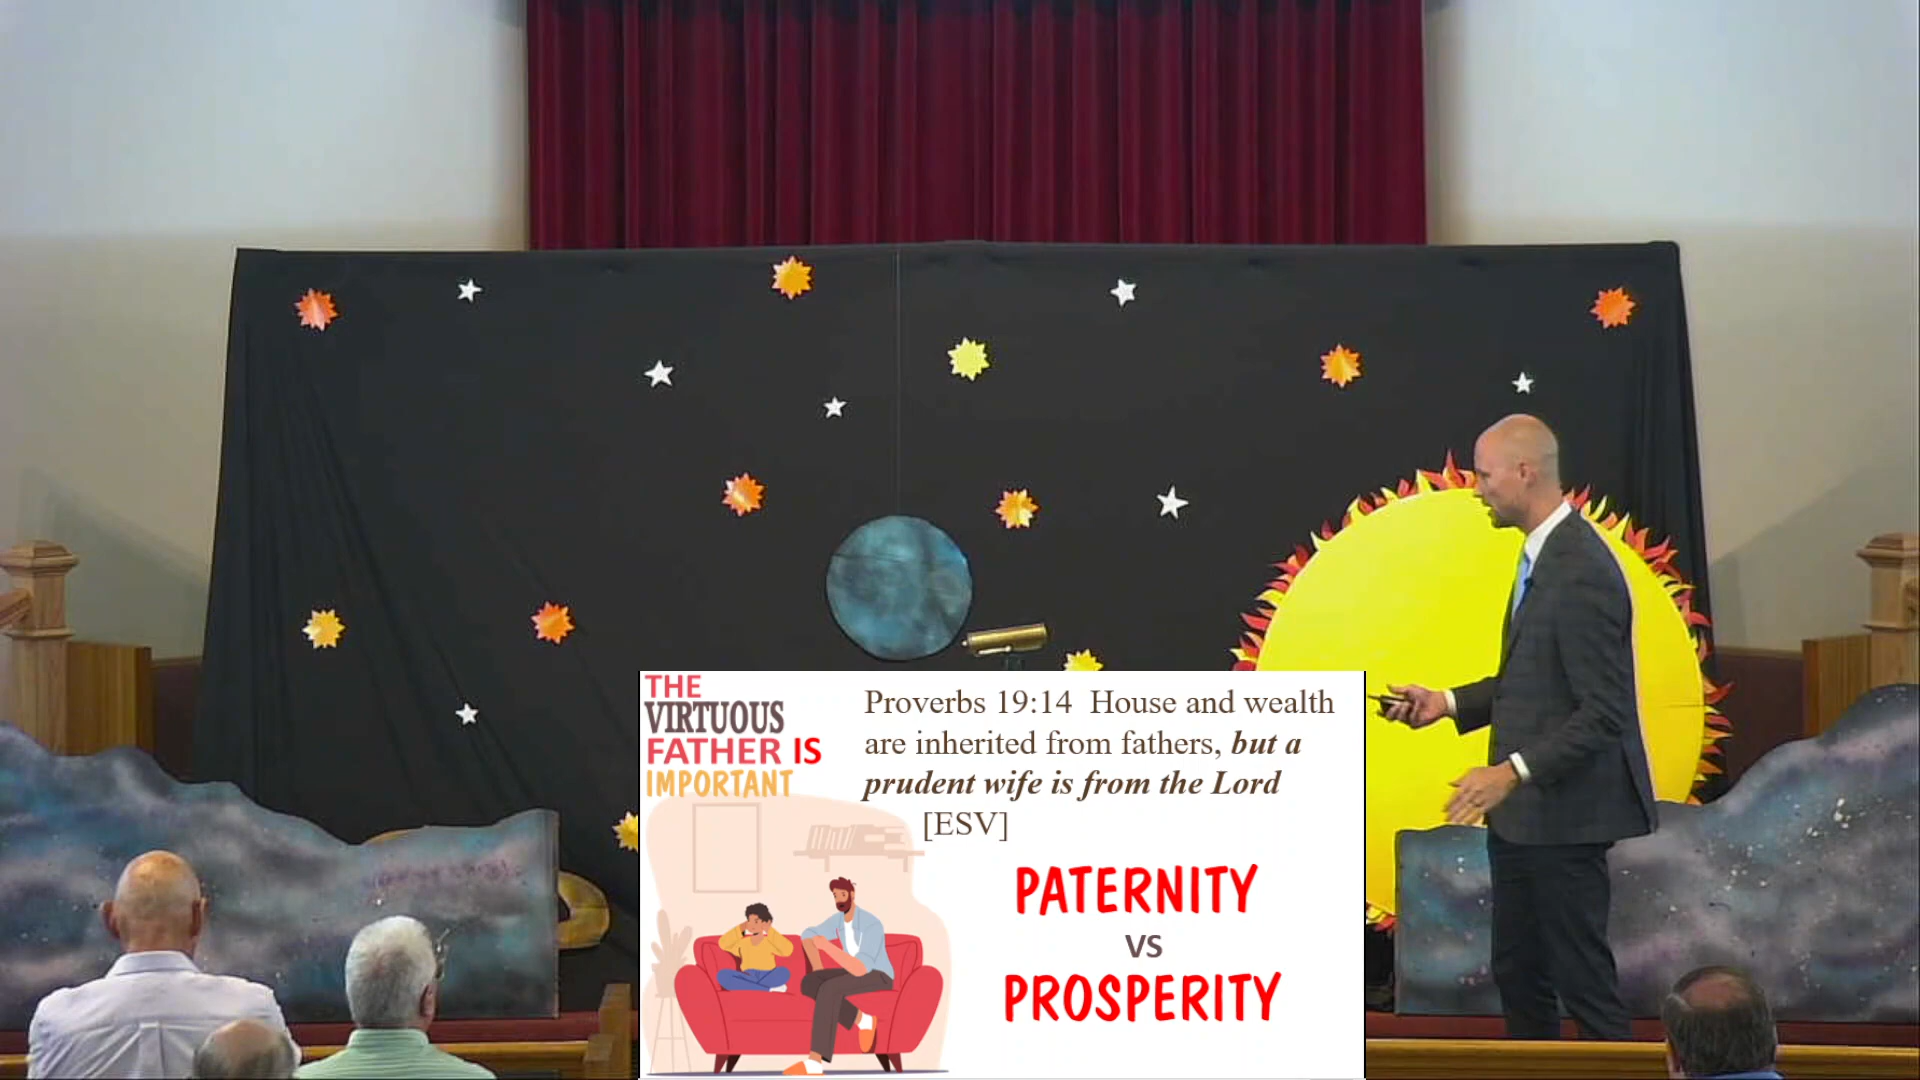 THE
VIRTUOUS
FATHER IS
IMPORTANT
Proverbs 19:14 House and wealth
are inherited from fathers, but a
prudent wife is from the Lord
[ESV]
PATERNITY
VS
PROSPERITY